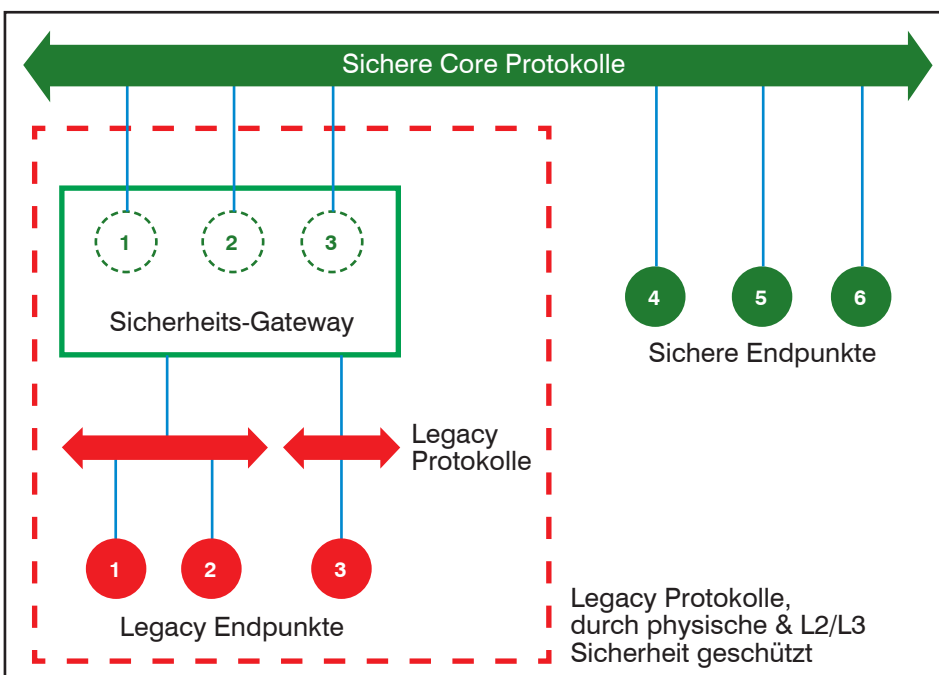 Sichere Core Protokolle
1
2
3
Sicherheits-Gateway
4
5
6
Sichere Endpunkte
Legacy
Protokolle
1
2
3
Legacy Endpunkte
Legacy Protokolle,
durch physische & L2/L3
Sicherheit geschützt